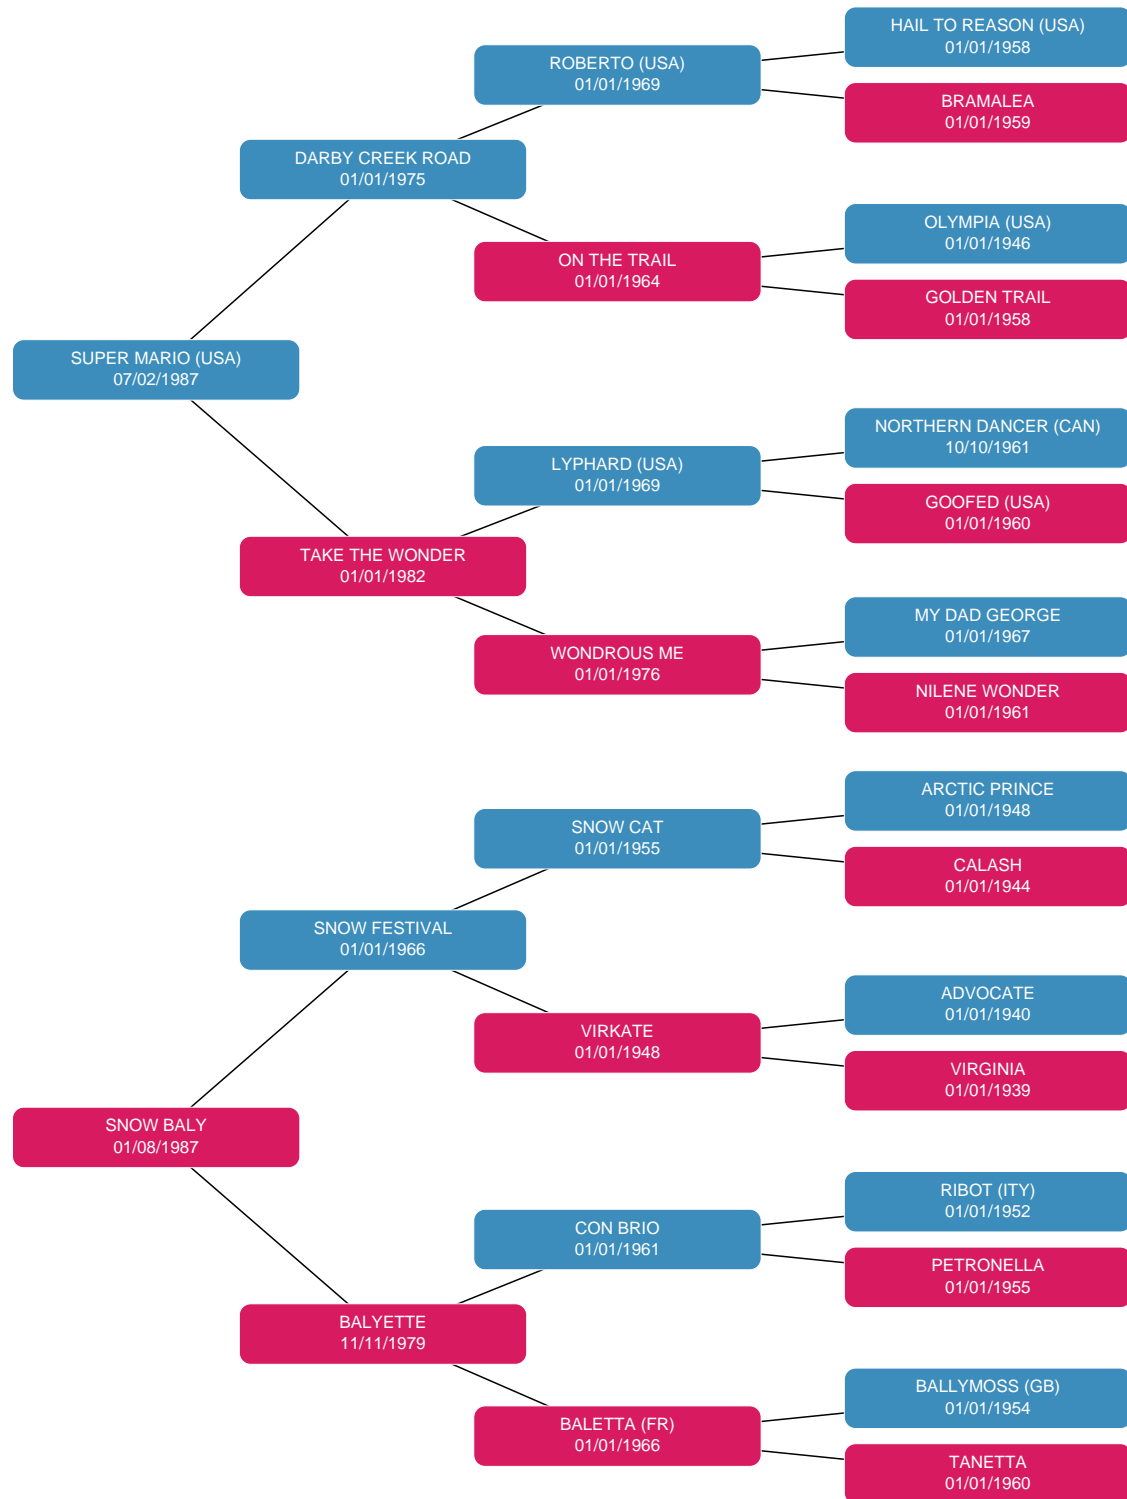 HAIL TO REASON (USA)
01/01/1958
ROBERTO (USA)
01/01/1969
BRAMALEA
01/01/1959
DARBY CREEK ROAD
01/01/1975
OLYMPIA (USA)
01/01/1946
ON THE TRAIL
01/01/1964
GOLDEN TRAIL
01/01/1958
SUPER MARIO (USA)
07/02/1987
NORTHERN DANCER (CAN)
10/10/1961
LYPHARD (USA)
01/01/1969
GOOFED (USA)
01/01/1960
TAKE THE WONDER
01/01/1982
MY DAD GEORGE
01/01/1967
WONDROUS ME
01/01/1976
NILENE WONDER
01/01/1961
ARCTIC PRINCE
01/01/1948
SNOW CAT
01/01/1955
CALASH
01/01/1944
SNOW FESTIVAL
01/01/1966
ADVOCATE
01/01/1940
VIRKATE
01/01/1948
VIRGINIA
01/01/1939
SNOW BALY
01/08/1987
RIBOT (ITY)
01/01/1952
CON BRIO
01/01/1961
PETRONELLA
01/01/1955
BALYETTE
11/11/1979
BALLYMOSS (GB)
01/01/1954
BALETTA (FR)
01/01/1966
TANETTA
01/01/1960